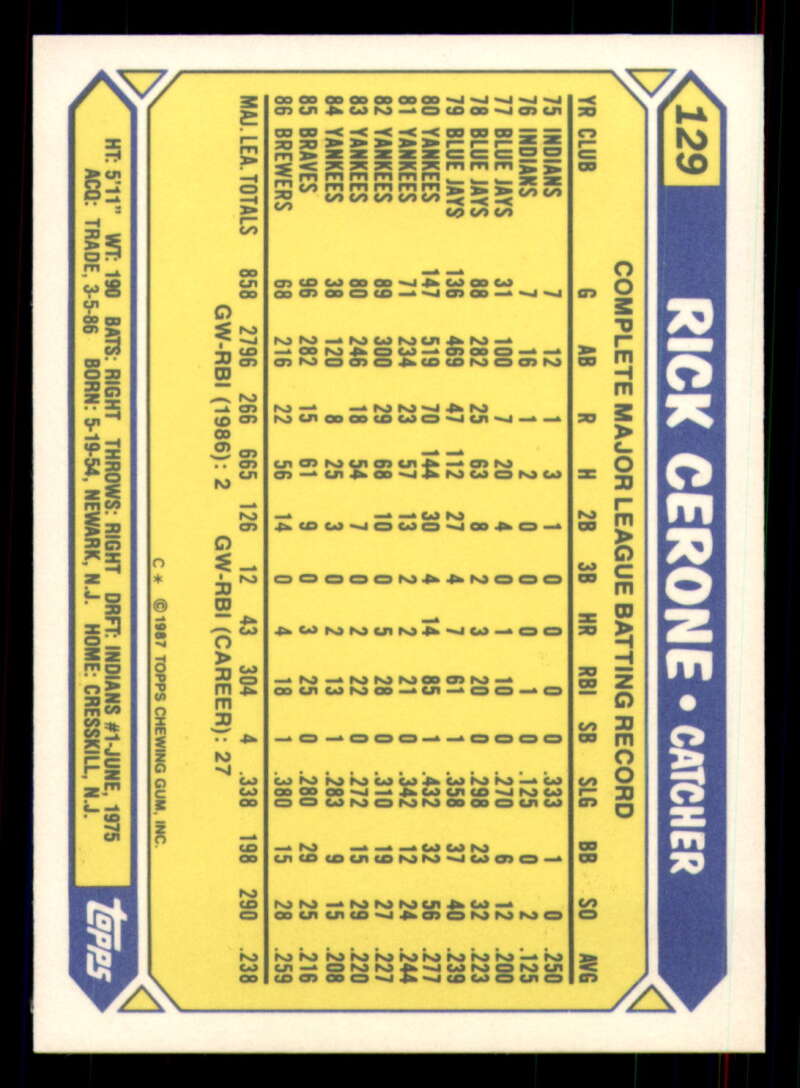 129 RICK CERONE • CATCHER
COMPLETE MAJOR LEAGUE BATTING RECORD
YR CLUB G AB R H 2B 3B HR RBI SB SLG BB SO AVG
75 INDIANS 7 12 1 3 1 0 0 0 0 .333 1 0 .250
76 INDIANS 7 16 1 2 0 0 0 1 0 .125 0 2 .125
77 BLUE JAYS 31 100 7 20 4 0 1 10 0 .270 6 12 .200
78 BLUE JAYS 88 282 25 63 8 2 3 20 0 .298 23 32 .223
79 BLUE JAYS 136 469 47 112 27 4 7 61 1 .358 37 40 .239
80 YANKEES 147 519 70 144 30 4 14 85 1 .432 32 56 .277
81 YANKEES 71 234 23 57 13 2 2 21 0 .342 12 24 .244
82 YANKEES 89 300 29 68 10 0 5 28 0 .310 19 27 .227
83 YANKEES 80 246 18 54 7 0 2 22 0 .272 15 29 .220
84 YANKEES 38 120 8 25 3 0 2 13 1 .283 9 15 .208
85 BRAVES 96 282 15 61 9 0 3 25 0 .280 29 25 .216
86 BREWERS 68 216 22 56 14 0 4 18 1 .380 15 28 .259
MAJ. LEA. TOTALS 858 2796 266 665 126 12 43 304 4 .338 198 290 .238
GW-RBI (1986): 2 GW-RBI (CAREER): 27
C * © 1987 TOPPS CHEWING GUM, INC.
HT: 5'11" WT: 190 BATS: RIGHT THROWS: RIGHT DRFT: INDIANS #1-JUNE, 1975
ACQ: TRADE, 3-5-86 BORN: 5-19-54, NEWARK, N.J. HOME: CRESSKILL, N.J.
TOPPS